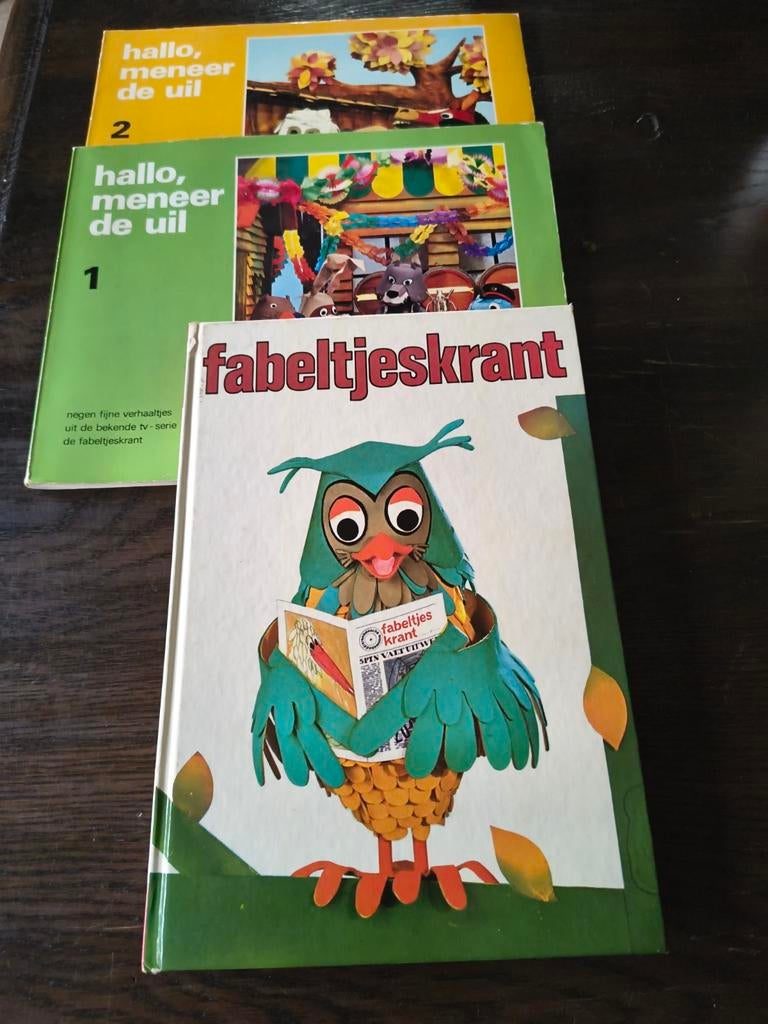 hallo,
meneer
de uil
2
hallo,
meneer
de uil
1
negen fijne verhaaltjes
uit de bekende tv-serie
de fabeltjeskrant
fabeltjeskrant
fabeltjes
krant